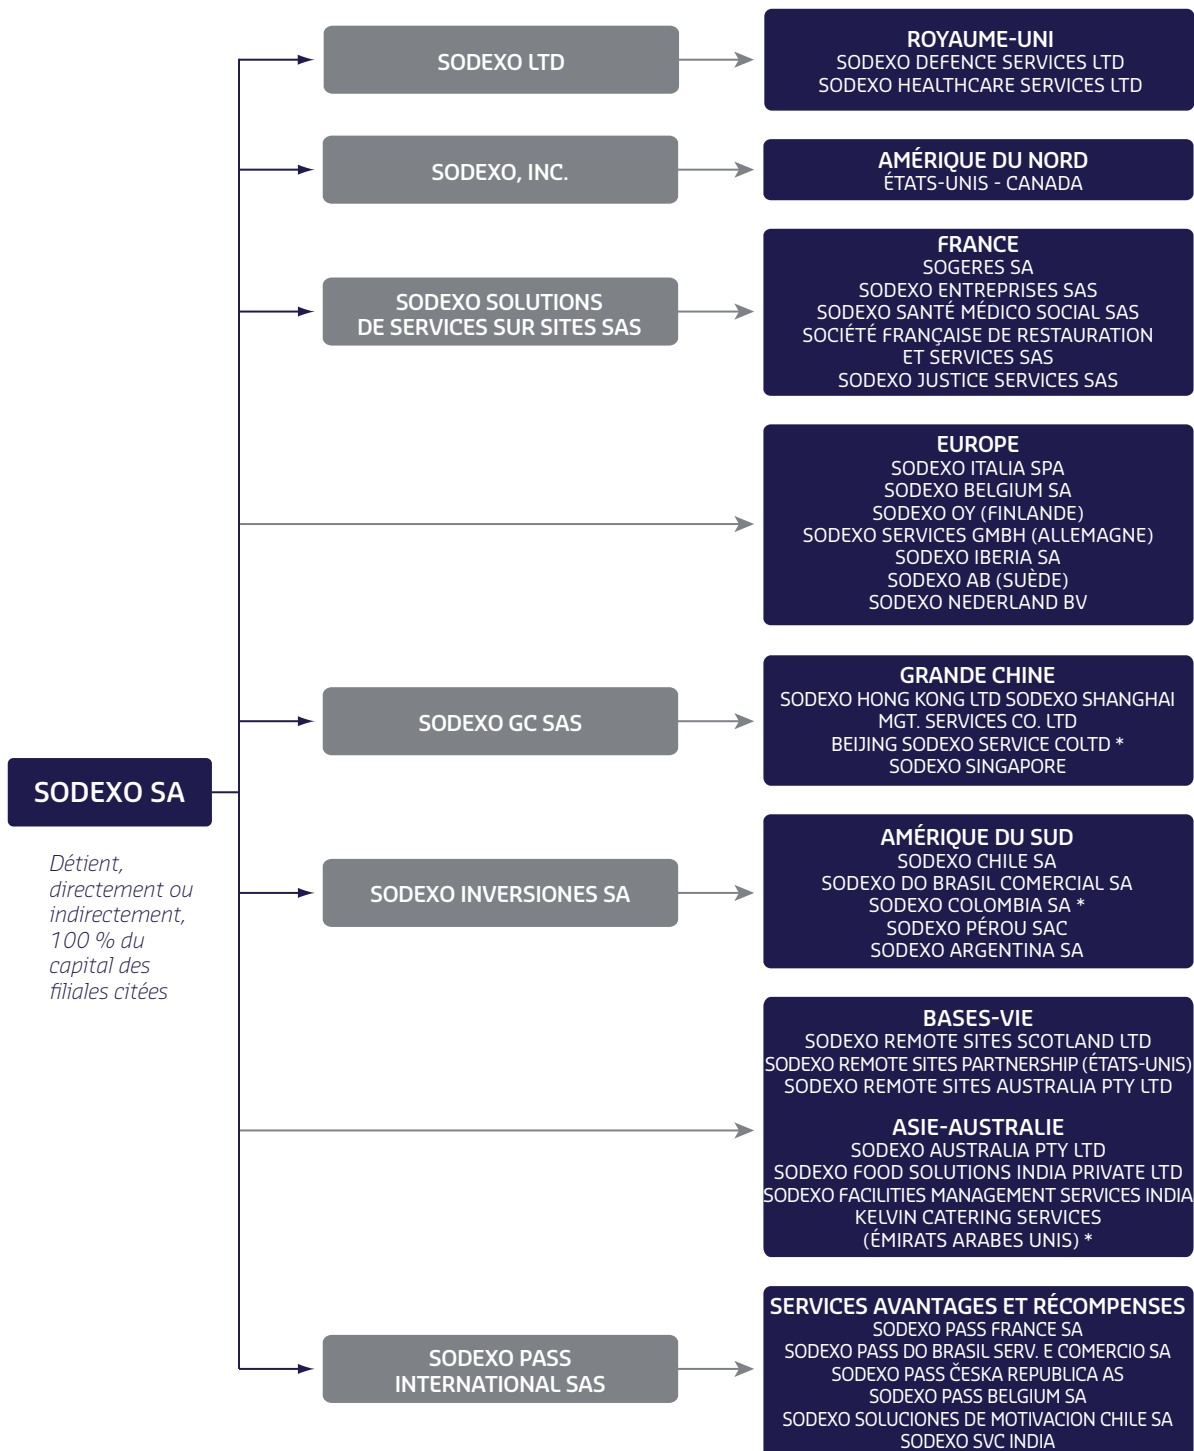 SODEXO LTD
ROYAUME-UNI
SODEXO DEFENCE SERVICES LTD
SODEXO HEALTHCARE SERVICES LTD
SODEXO, INC.
AMÉRIQUE DU NORD
ÉTATS-UNIS - CANADA
SODEXO SOLUTIONS
DE SERVICES SUR SITES SAS
FRANCE
SOGERES SA
SODEXO ENTREPRISES SAS
SODEXO SANTÉ MÉDICO SOCIAL SAS
SOCIÉTÉ FRANÇAISE DE RESTAURATION
ET SERVICES SAS
SODEXO JUSTICE SERVICES SAS
EUROPE
SODEXO ITALIA SPA
SODEXO BELGIUM SA
SODEXO OY (FINLANDE)
SODEXO SERVICES GMBH (ALLEMAGNE)
SODEXO IBERIA SA
SODEXO AB (SUÈDE)
SODEXO NEDERLAND BV
SODEXO GC SAS
GRANDE CHINE
SODEXO HONG KONG LTD SODEXO SHANGHAI
MGT. SERVICES CO. LTD
BEIJING SODEXO SERVICE COLTD *
SODEXO SINGAPORE
SODEXO SA
Détient,
directement ou
indirectement,
100 % du
capital des
filiales citées
SODEXO INVERSIONES SA
AMÉRIQUE DU SUD
SODEXO CHILE SA
SODEXO DO BRASIL COMERCIAL SA
SODEXO COLOMBIA SA *
SODEXO PÉROU SAC
SODEXO ARGENTINA SA
BASES-VIE
SODEXO REMOTE SITES SCOTLAND LTD
SODEXO REMOTE SITES PARTNERSHIP (ÉTATS-UNIS)
SODEXO REMOTE SITES AUSTRALIA PTY LTD
ASIE-AUSTRALIE
SODEXO AUSTRALIA PTY LTD
SODEXO FOOD SOLUTIONS INDIA PRIVATE LTD
SODEXO FACILITIES MANAGEMENT SERVICES INDIA
KELVIN CATERING SERVICES
(ÉMIRATS ARABES UNIS) *
SODEXO PASS
INTERNATIONAL SAS
SERVICES AVANTAGES ET RÉCOMPENSES
SODEXO PASS FRANCE SA
SODEXO PASS DO BRASIL SERV. E COMERCIO SA
SODEXO PASS ČESKA REPUBLICA AS
SODEXO PASS BELGIUM SA
SODEXO SOLUCIONES DE MOTIVACION CHILE SA
SODEXO SVC INDIA